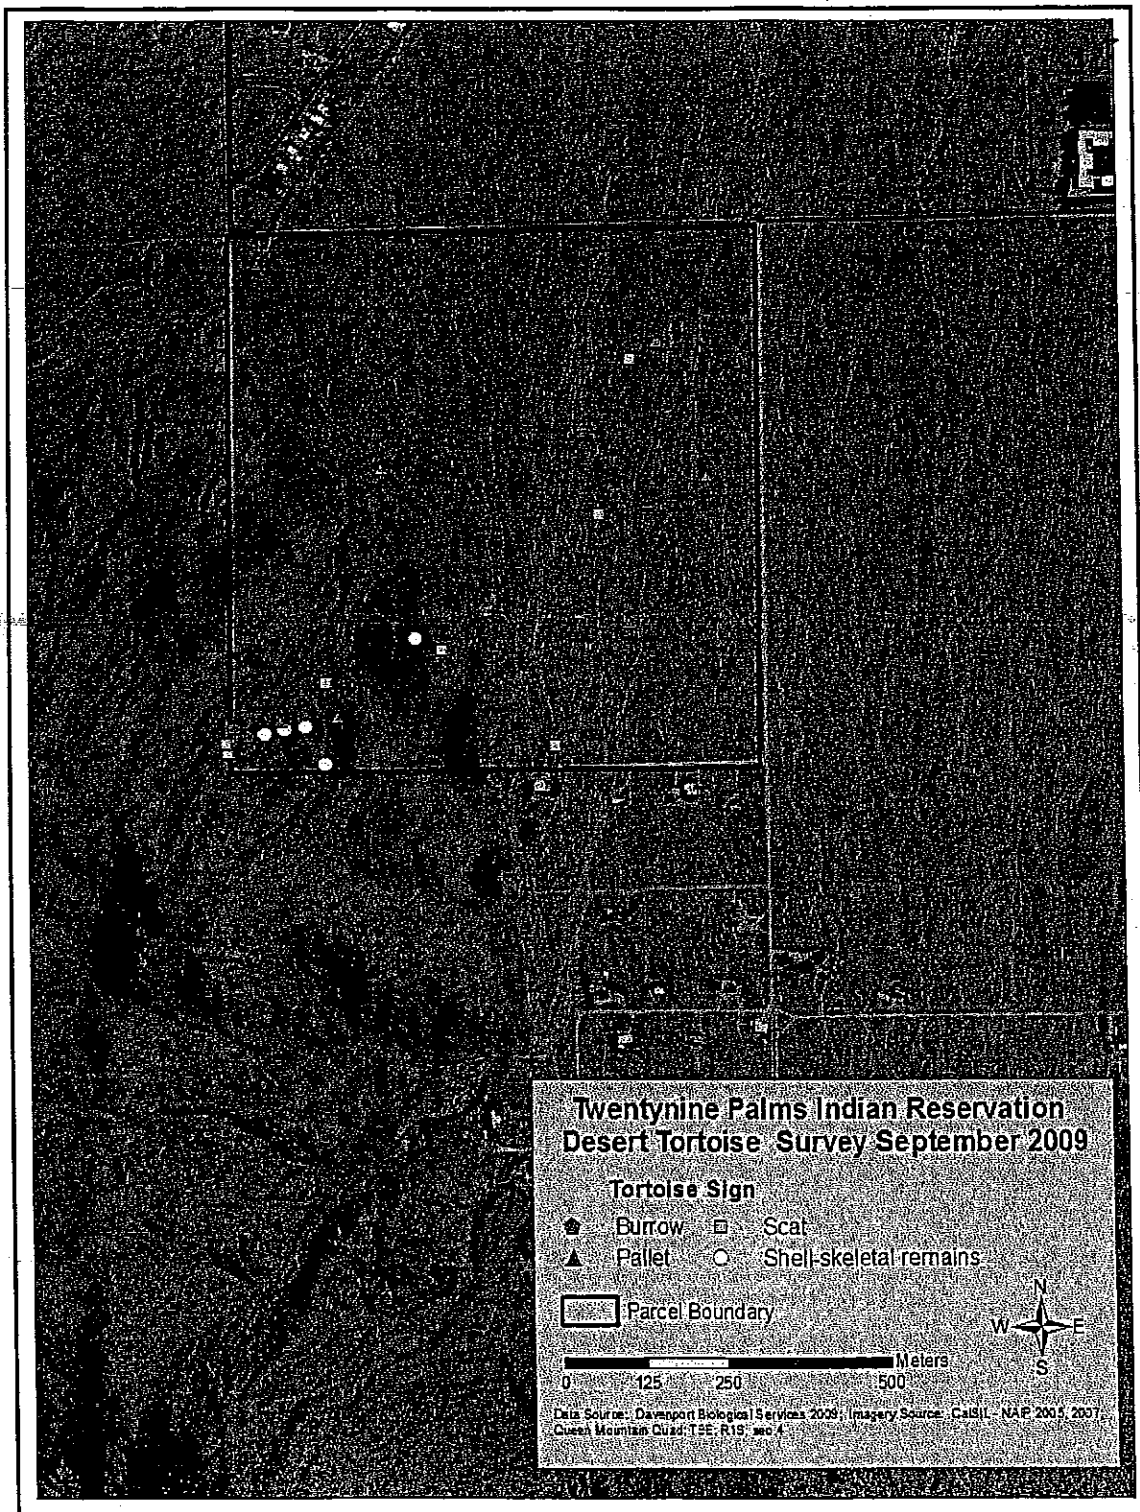 Twentynine Palms Indian Reservation
Desert Tortoise Survey September 2009
Tortoise Sign
Burrow
Scat
Pallet
Shell-skeletal remains
Parcel Boundary
N
W E
S
Meters
0 125 250 500
Data Source: Davenport Biological Services 2009; Imagery Source: CalSIL - NAIP 2005, 2007
Queen Mountain Quad; sec 4